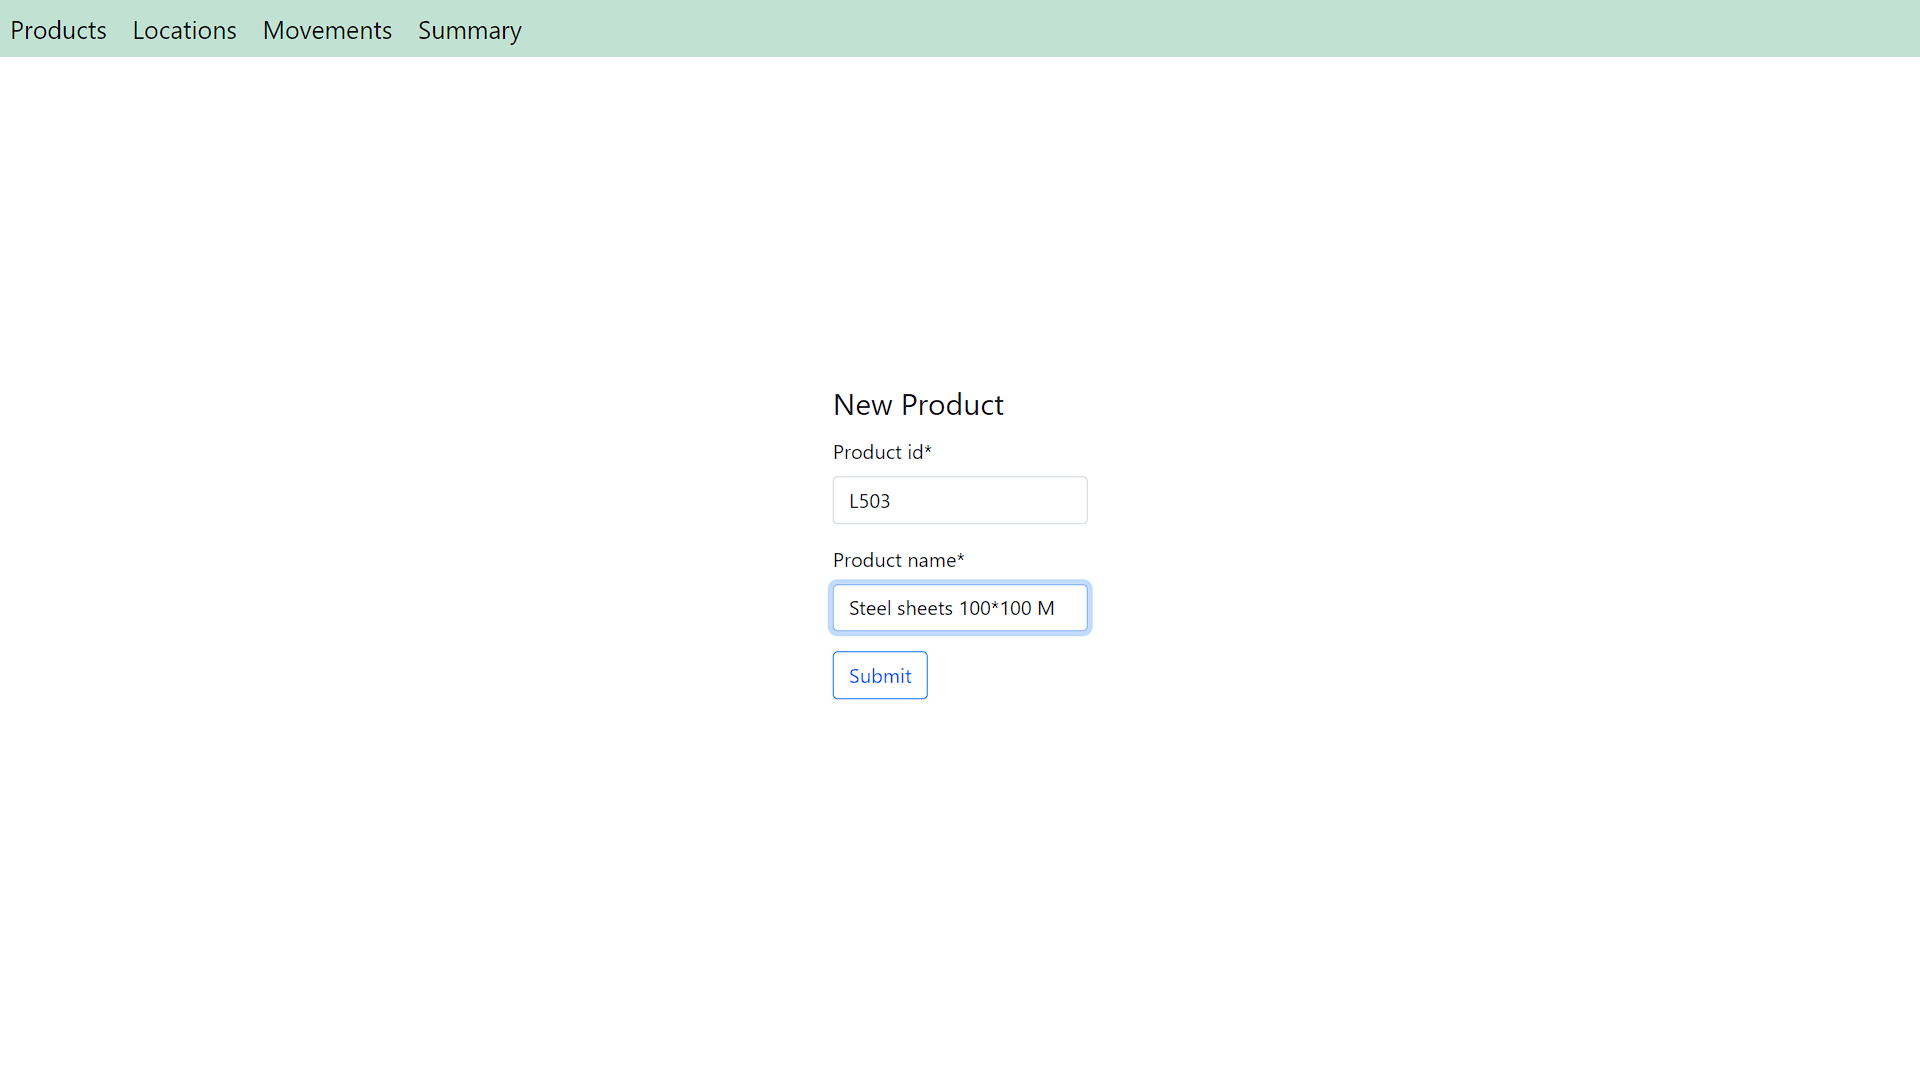 Products Locations Movements Summary
New Product
Product id*
L503
Product name*
Steel sheets 100*100 M
Submit